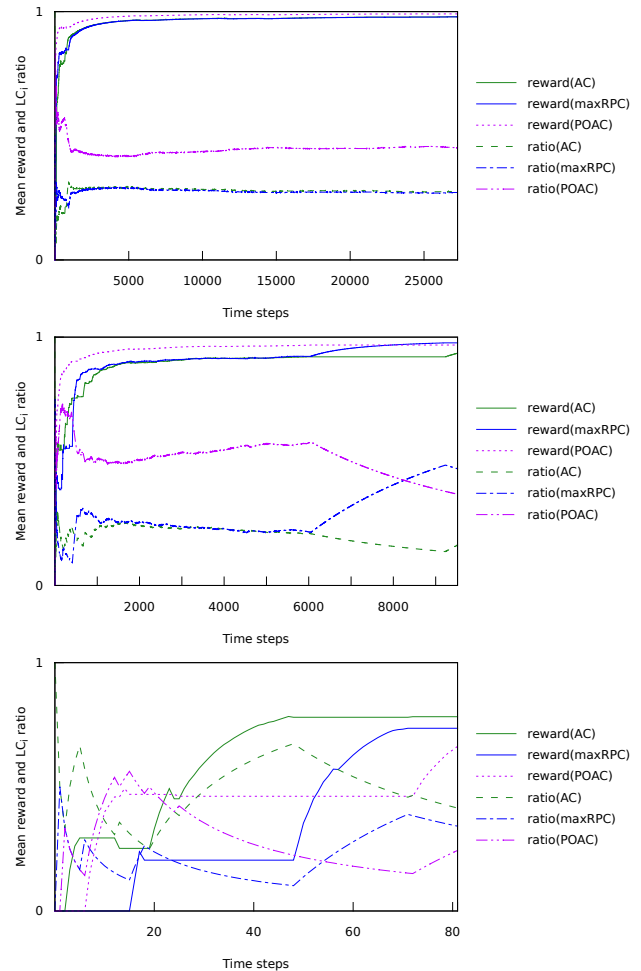 1
Mean reward and LCi ratio
0
5000 10000 15000 20000 25000
Time steps
reward(AC)
reward(maxRPC)
reward(POAC)
ratio(AC)
ratio(maxRPC)
ratio(POAC)
1
Mean reward and LCi ratio
0
2000 4000 6000 8000
Time steps
reward(AC)
reward(maxRPC)
reward(POAC)
ratio(AC)
ratio(maxRPC)
ratio(POAC)
1
Mean reward and LCi ratio
0
20 40 60 80
Time steps
reward(AC)
reward(maxRPC)
reward(POAC)
ratio(AC)
ratio(maxRPC)
ratio(POAC)